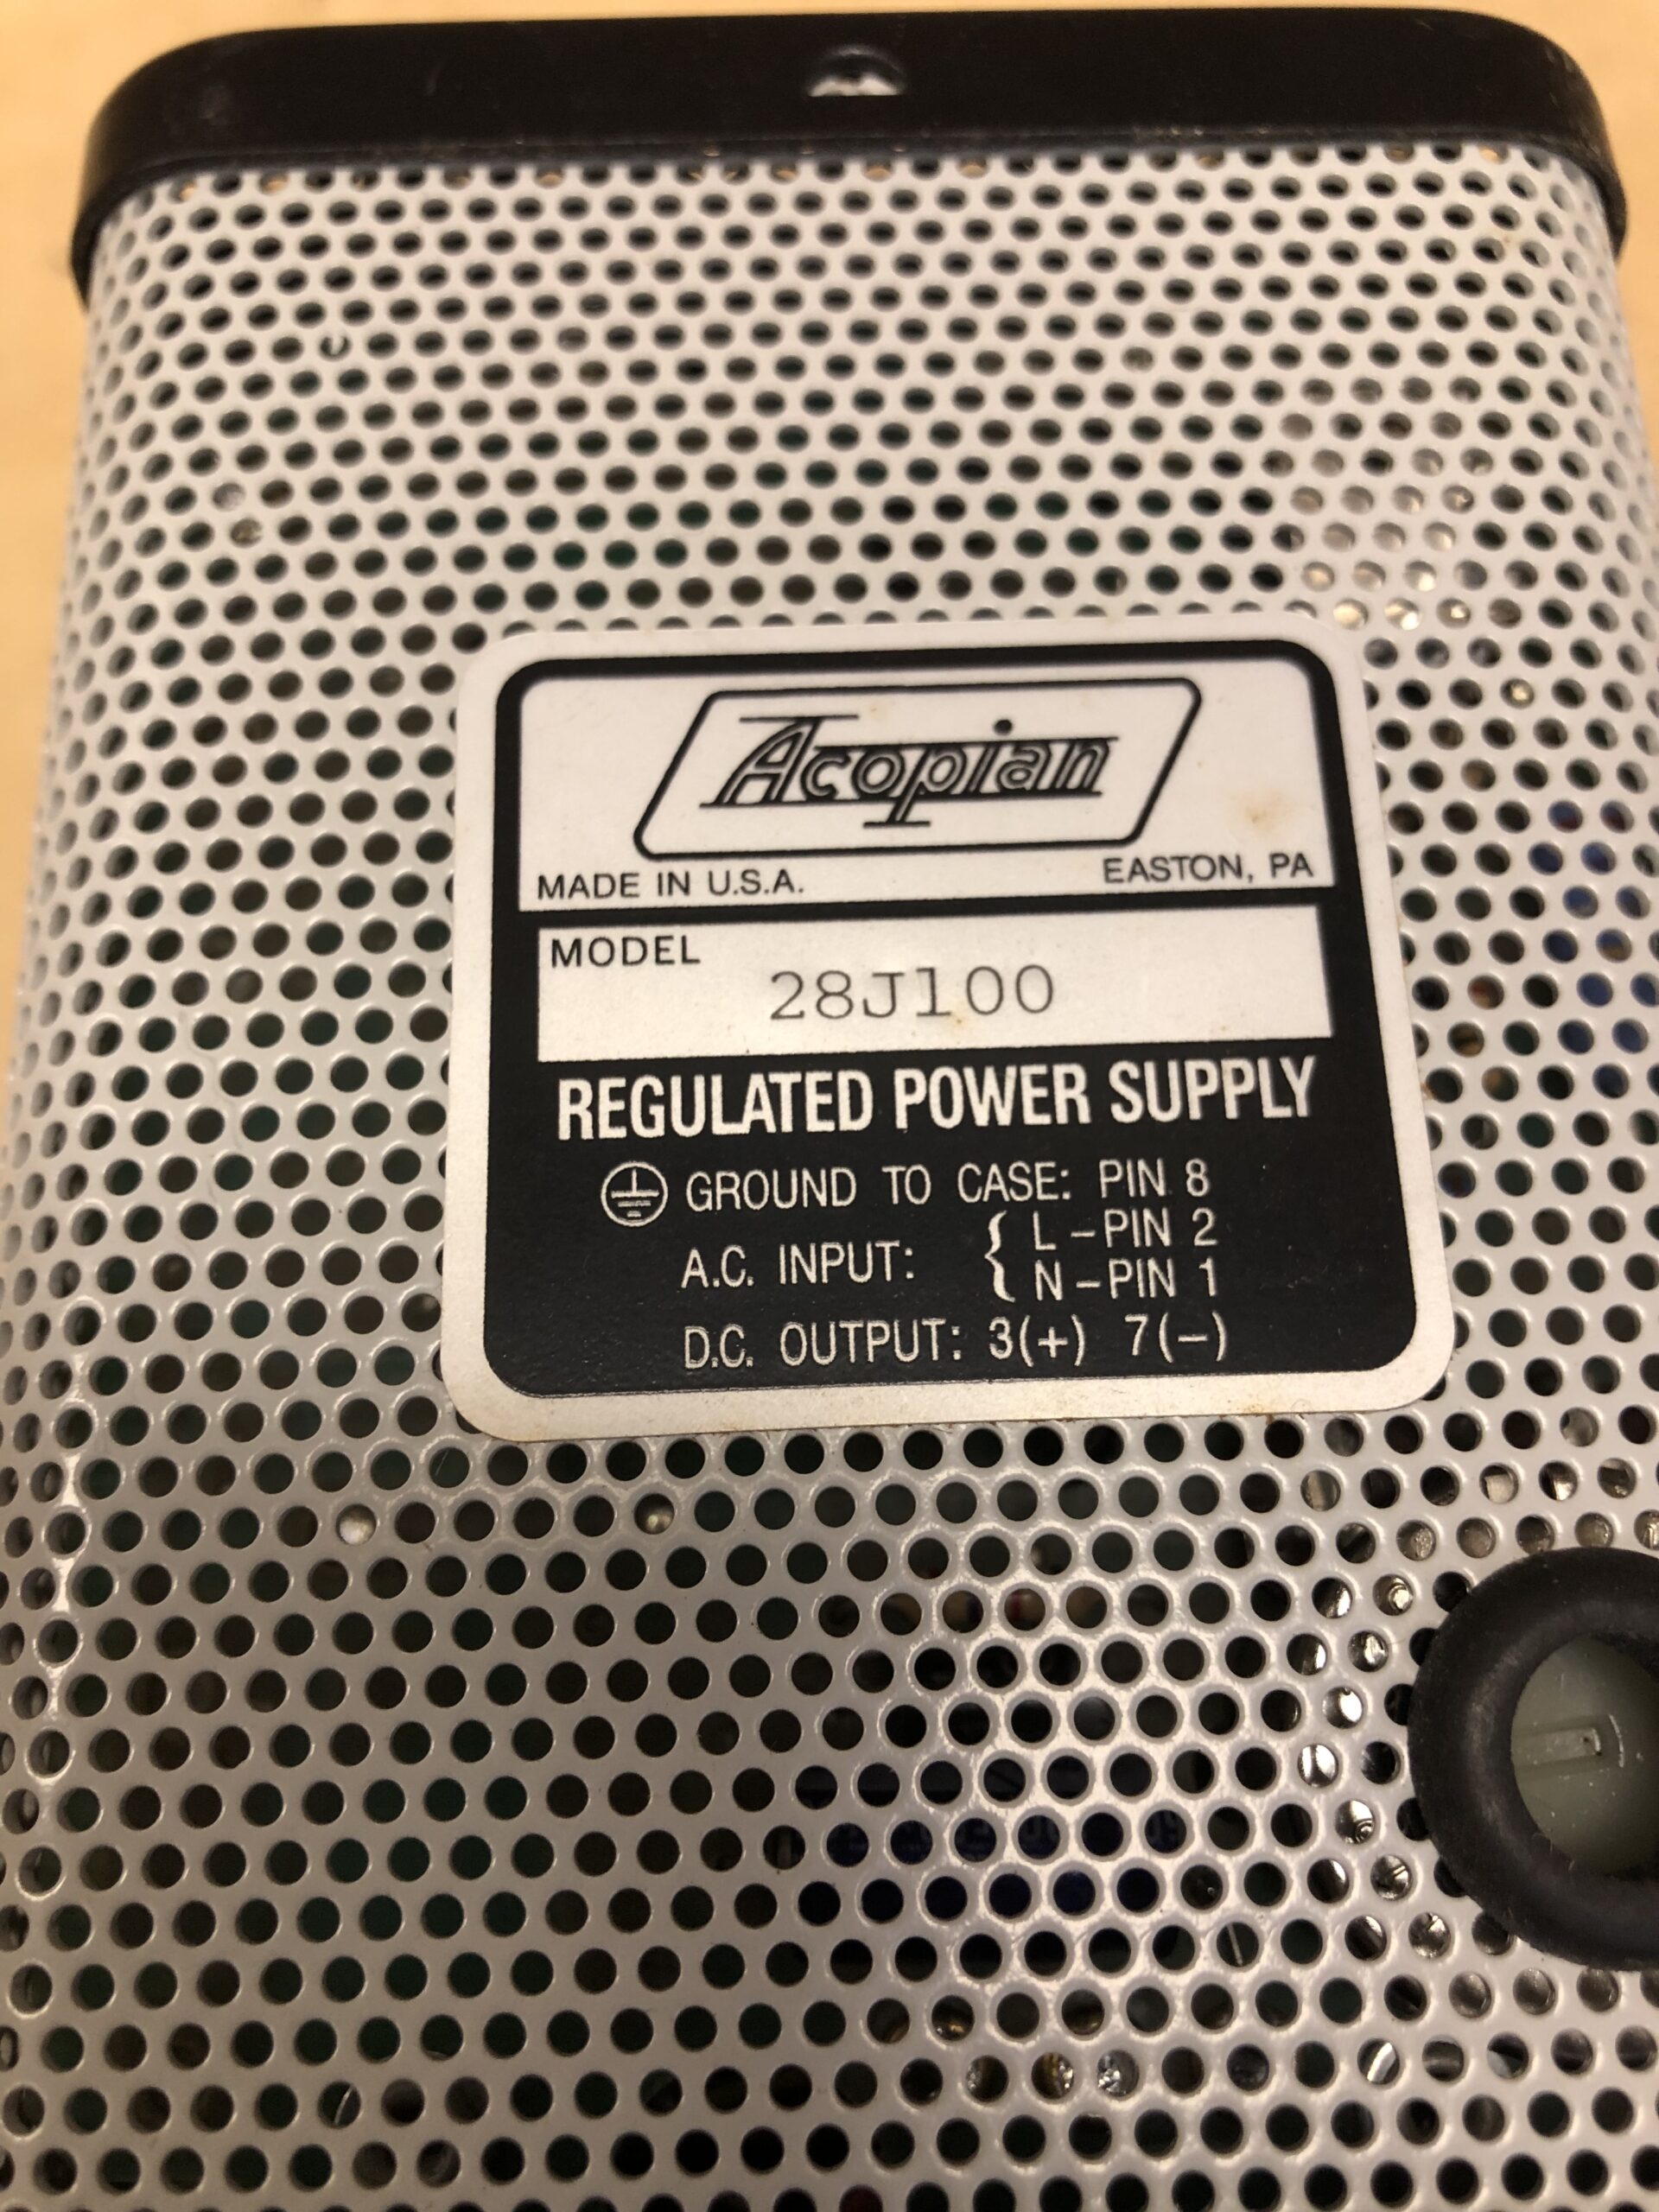 Acopian
MADE IN U.S.A. EASTON, PA
MODEL
28J100
REGULATED POWER SUPPLY
GROUND TO CASE: PIN 8
A.C. INPUT: { L - PIN 2
N - PIN 1
D.C. OUTPUT: 3(+) 7(-)